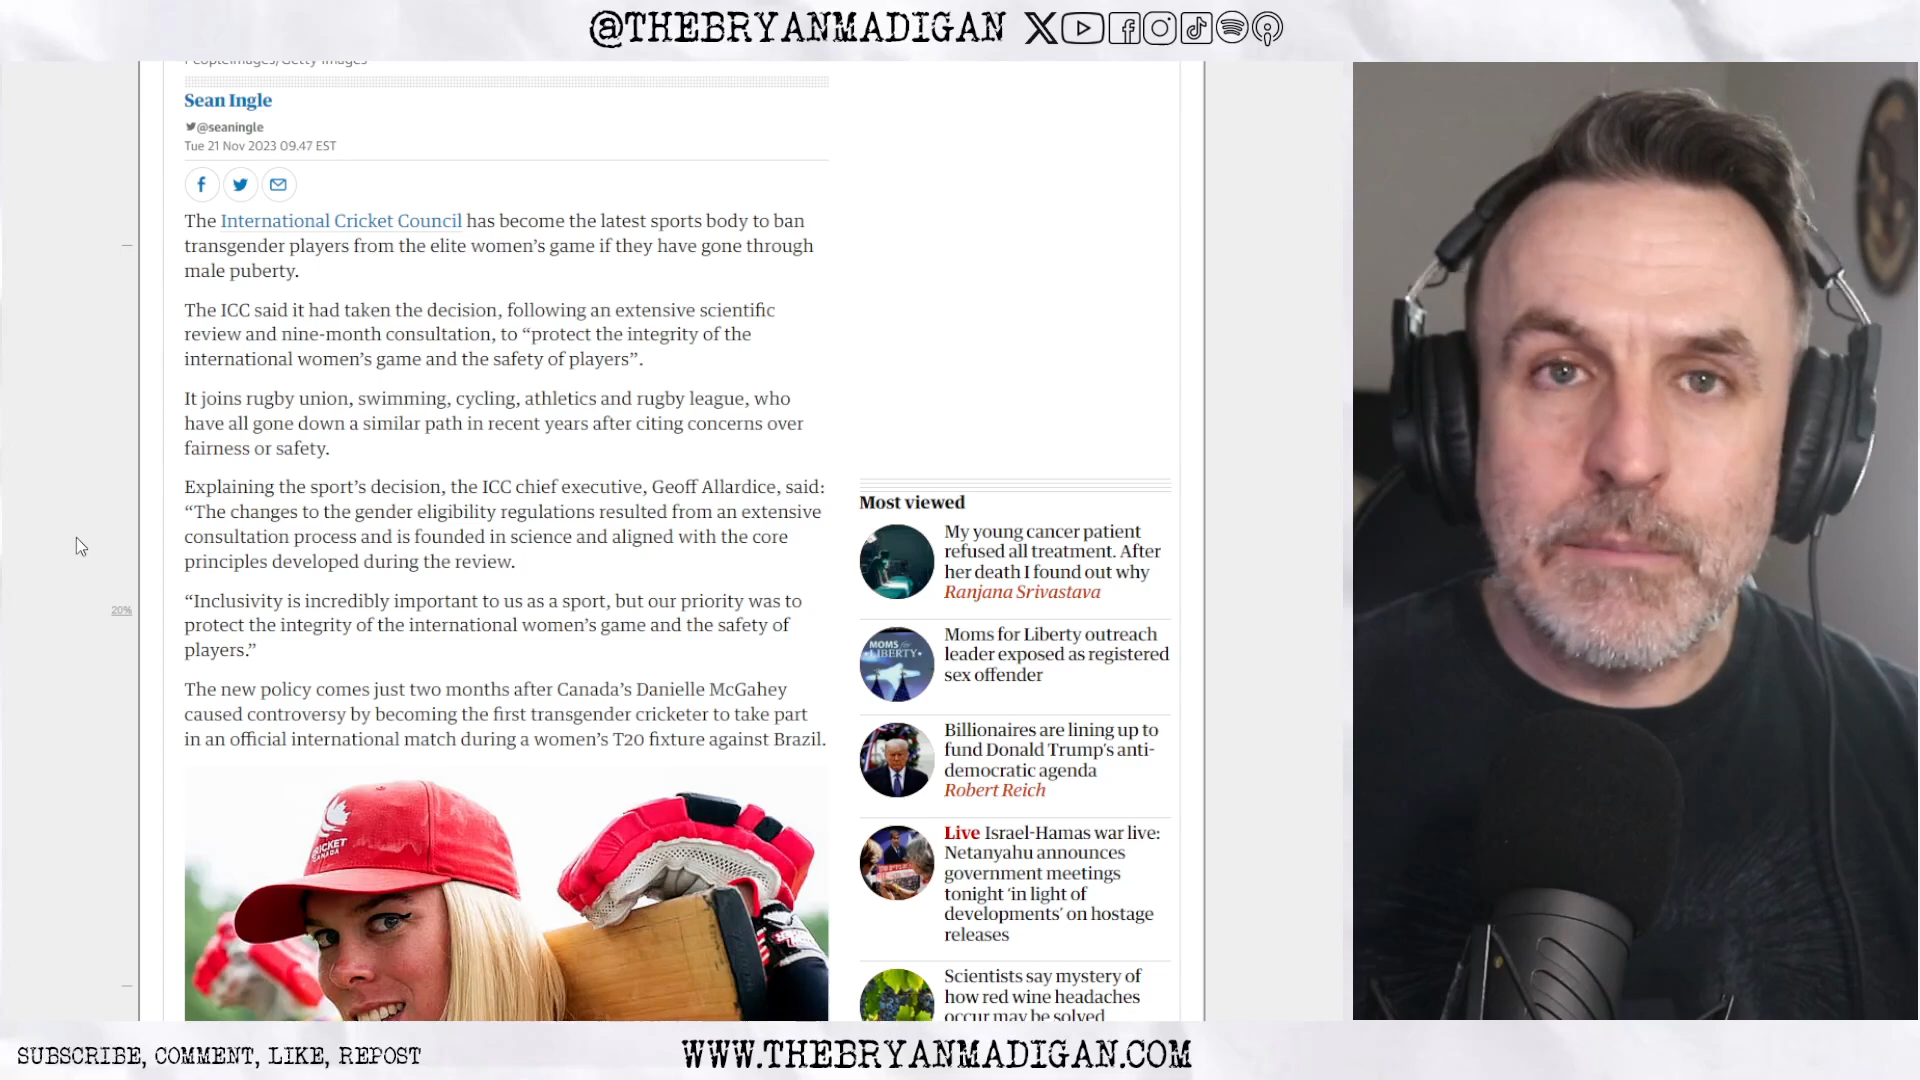 @THEBRYANMADIGAN
PeopleImages/Getty Images
Sean Ingle
@seaningle
Tue 21 Nov 2023 09.47 EST
The International Cricket Council has become the latest sports body to ban
transgender players from the elite women’s game if they have gone through
male puberty.
The ICC said it had taken the decision, following an extensive scientific
review and nine-month consultation, to “protect the integrity of the
international women’s game and the safety of players”.
It joins rugby union, swimming, cycling, athletics and rugby league, who
have all gone down a similar path in recent years after citing concerns over
fairness or safety.
Explaining the sport’s decision, the ICC chief executive, Geoff Allardice, said:
“The changes to the gender eligibility regulations resulted from an extensive
consultation process and is founded in science and aligned with the core
principles developed during the review.
20%
“Inclusivity is incredibly important to us as a sport, but our priority was to
protect the integrity of the international women’s game and the safety of
players.”
The new policy comes just two months after Canada’s Danielle McGahey
caused controversy by becoming the first transgender cricketer to take part
in an official international match during a women’s T20 fixture against Brazil.
CRICKET
CANADA
Most viewed
My young cancer patient
refused all treatment. After
her death I found out why
Ranjana Srivastava
MOMS for
LIBERTY
Moms for Liberty outreach
leader exposed as registered
sex offender
Billionaires are lining up to
fund Donald Trump’s anti-
democratic agenda
Robert Reich
Live Israel-Hamas war live:
Netanyahu announces
government meetings
tonight ‘in light of
developments’ on hostage
releases
Scientists say mystery of
how red wine headaches
occur may be solved
SUBSCRIBE, COMMENT, LIKE, REPOST
WWW.THEBRYANMADIGAN.COM